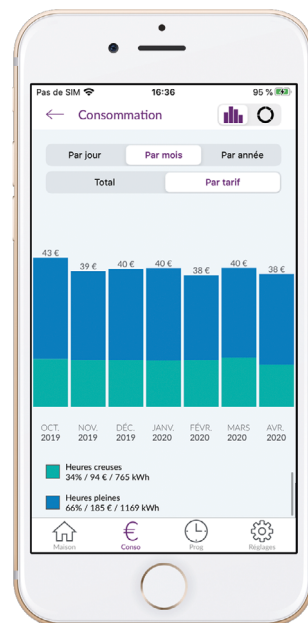 Pas de SIM 16:36 95 %
← Consommation
Par jour Par mois Par année
Total Par tarif
43 € 39 € 40 € 40 € 38 € 40 € 38 €
OCT. NOV. DÉC. JANV. FÉVR. MARS AVR.
2019 2019 2019 2020 2020 2020 2020
Heures creuses
34% / 94 € / 765 kWh
Heures pleines
66% / 185 € / 1169 kWh
€
Maison Conso Prog Réglages